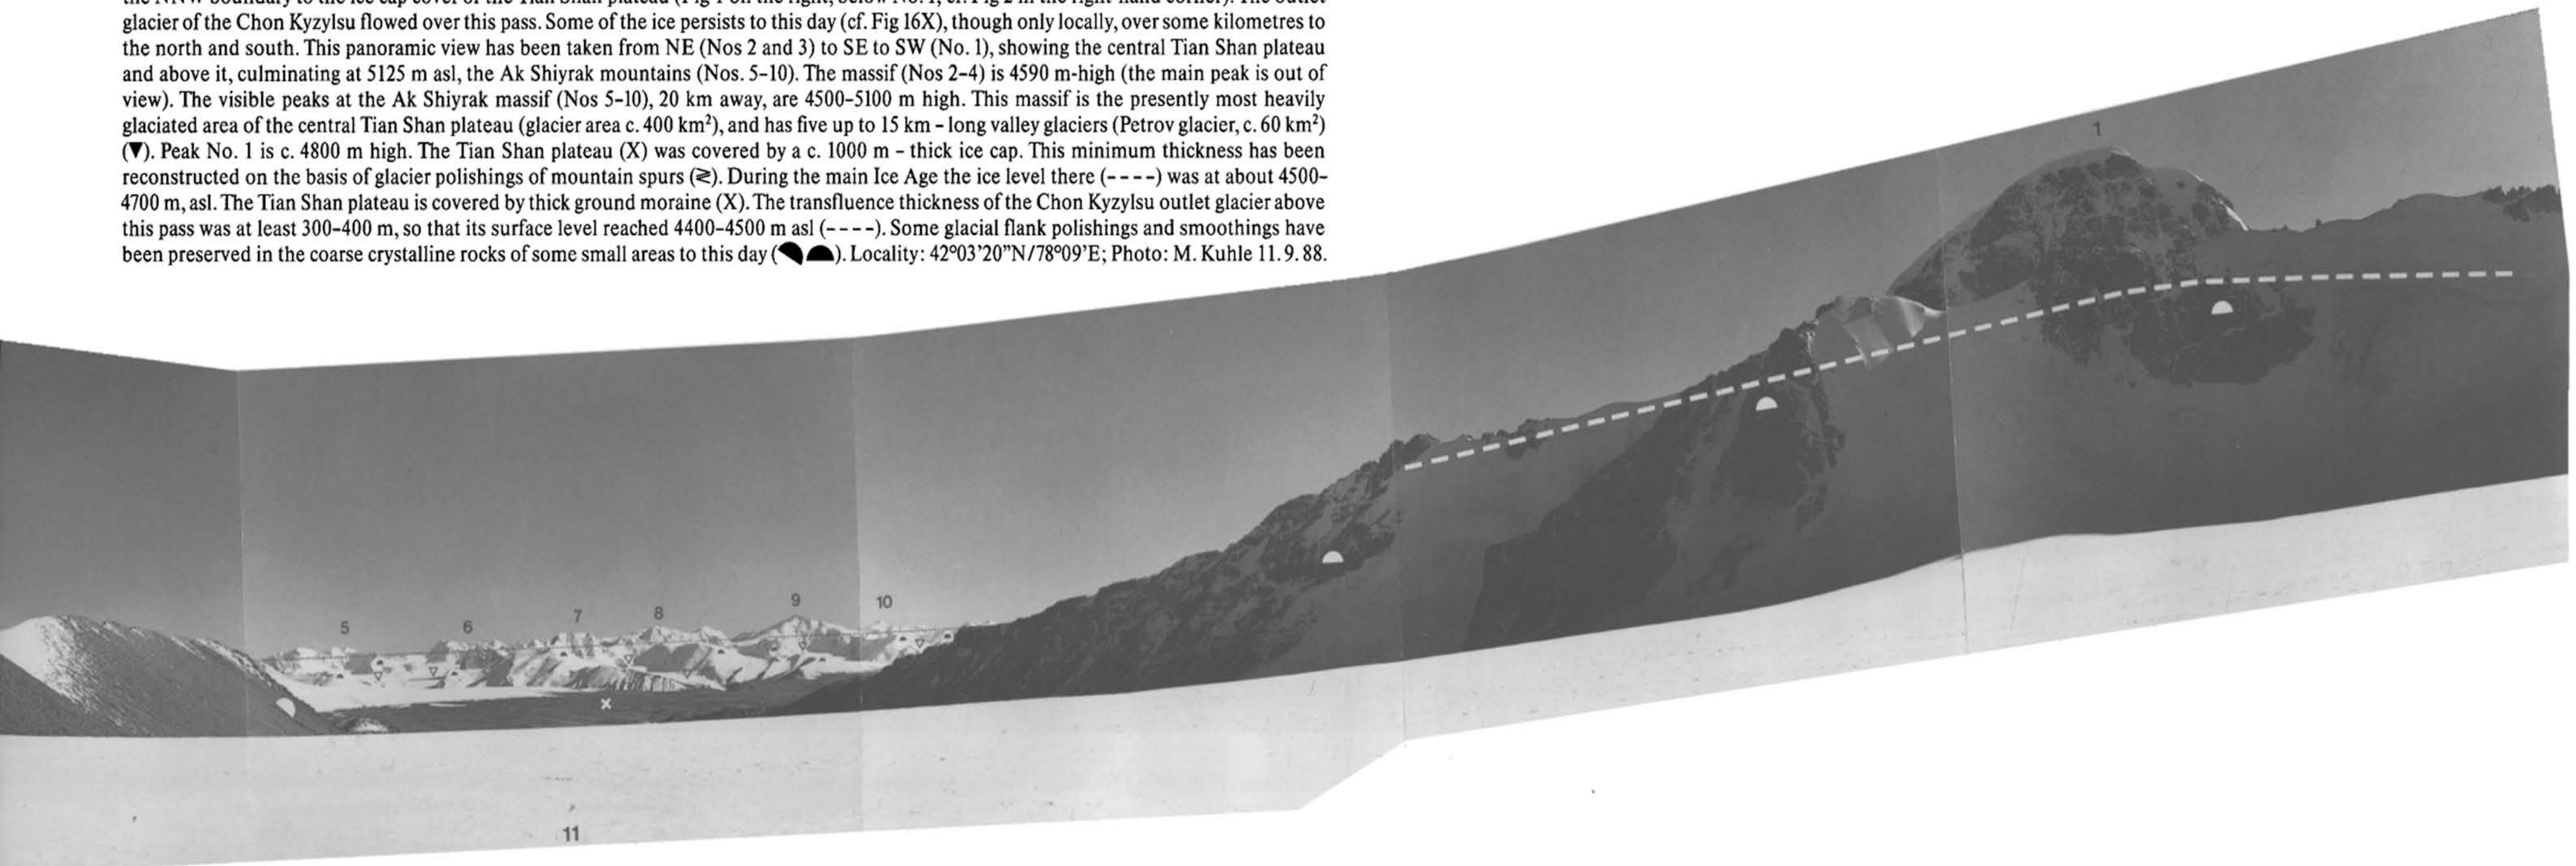 glacier of the Chon Kyzylsu flowed over this pass. Some of the ice persists to this day (cf. Fig 16X), though only locally, over some kilometres to
the north and south. This panoramic view has been taken from NE (Nos 2 and 3) to SE to SW (No. 1), showing the central Tian Shan plateau
and above it, culminating at 5125 m asl, the Ak Shiyrak mountains (Nos. 5-10). The massif (Nos 2-4) is 4590 m-high (the main peak is out of
view). The visible peaks at the Ak Shiyrak massif (Nos 5-10), 20 km away, are 4500-5100 m high. This massif is the presently most heavily
glaciated area of the central Tian Shan plateau (glacier area c. 400 km²), and has five up to 15 km - long valley glaciers (Petrov glacier, c. 60 km²)
(▼). Peak No. 1 is c. 4800 m high. The Tian Shan plateau (X) was covered by a c. 1000 m - thick ice cap. This minimum thickness has been
reconstructed on the basis of glacier polishings of mountain spurs (≷). During the main Ice Age the ice level there (----) was at about 4500-
4700 m, asl. The Tian Shan plateau is covered by thick ground moraine (X). The transfluence thickness of the Chon Kyzylsu outlet glacier above
this pass was at least 300-400 m, so that its surface level reached 4400-4500 m asl (----). Some glacial flank polishings and smoothings have
been preserved in the coarse crystalline rocks of some small areas to this day (◥ ◓). Locality: 42°03'20"N/78°09'E; Photo: M. Kuhle 11.9.88.
1
5 6 7 8 9 10
x
11